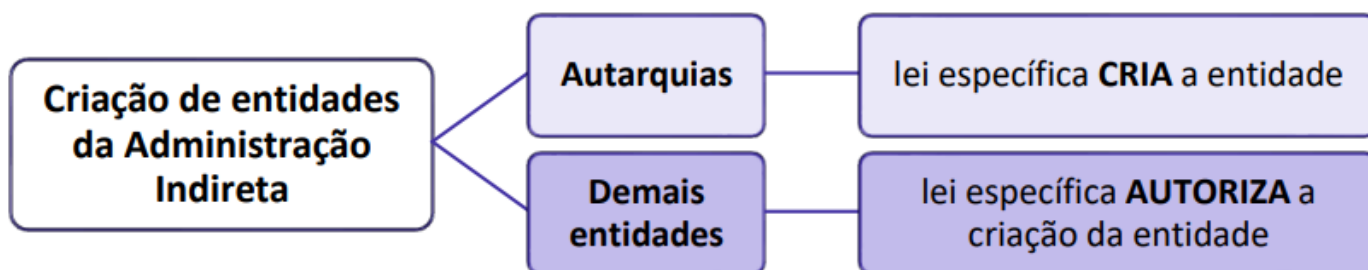 Criação de entidades
da Administração
Indireta
Autarquias
lei específica CRIA a entidade
Demais
entidades
lei específica AUTORIZA a
criação da entidade